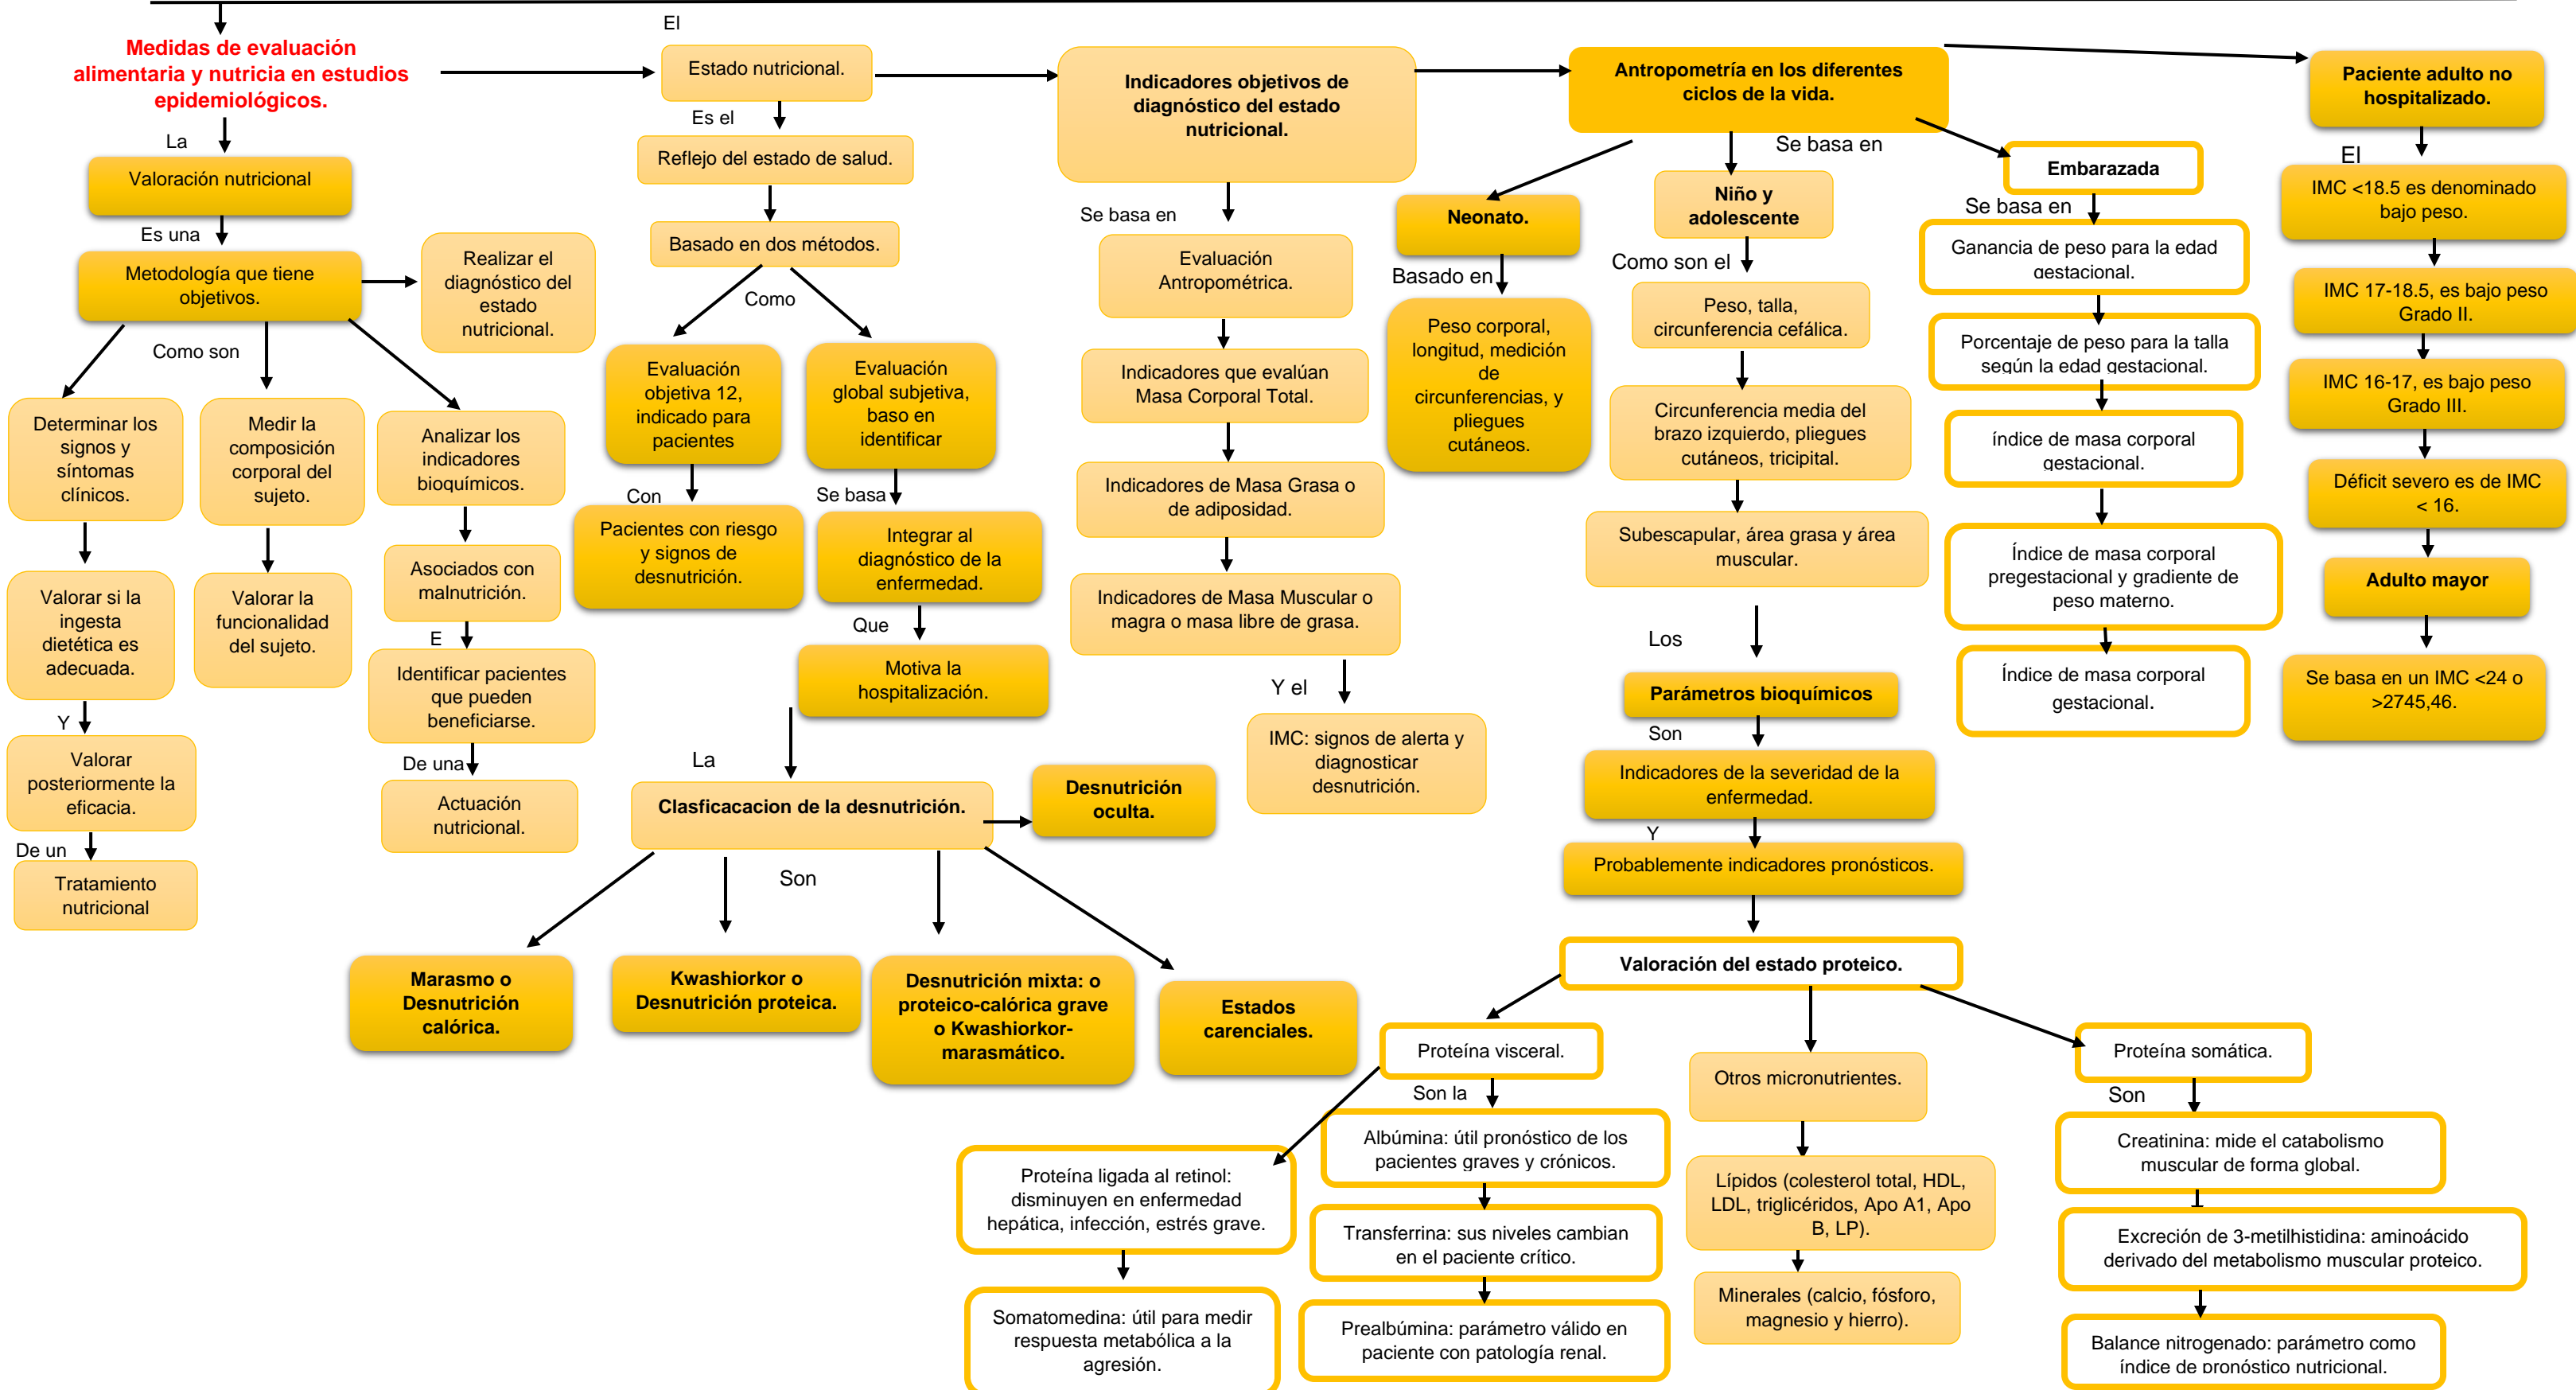 Medidas de evaluación
alimentaria y nutricia en estudios
epidemiológicos.
La
Valoración nutricional
Es una
Metodología que tiene
objetivos.
Realizar el
diagnóstico del
estado
nutricional.
Como son
Determinar los
signos y
síntomas
clínicos.
Valorar si la
ingesta
dietética es
adecuada.
Y
Valorar
posteriormente la
eficacia.
De un
Tratamiento
nutricional
Medir la
composición
corporal del
sujeto.
Valorar la
funcionalidad
del sujeto.
Analizar los
indicadores
bioquímicos.
Asociados con
malnutrición.
E
Identificar pacientes
que pueden
beneficiarse.
De una
Actuación
nutricional.
El
Estado nutricional.
Es el
Reflejo del estado de salud.
Basado en dos métodos.
Como
Evaluación
objetiva 12,
indicado para
pacientes
Con
Pacientes con riesgo
y signos de
desnutrición.
Evaluación
global subjetiva,
baso en
identificar
Se basa
Integrar al
diagnóstico de la
enfermedad.
Que
Motiva la
hospitalización.
La
Clasficacacion de la desnutrición.
Desnutrición
oculta.
Son
Marasmo o
Desnutrición
calórica.
Kwashiorkor o
Desnutrición proteica.
Desnutrición mixta: o
proteico-calórica grave
o Kwashiorkor-
marasmático.
Estados
carenciales.
Indicadores objetivos de
diagnóstico del estado
nutricional.
Se basa en
Evaluación
Antropométrica.
Indicadores que evalúan
Masa Corporal Total.
Indicadores de Masa Grasa o
de adiposidad.
Indicadores de Masa Muscular o
magra o masa libre de grasa.
Y el
IMC: signos de alerta y
diagnosticar
desnutrición.
Antropometría en los diferentes
ciclos de la vida.
Se basa en
Neonato.
Basado en
Peso corporal,
longitud, medición
de
circunferencias, y
pliegues
cutáneos.
Niño y
adolescente
Como son el
Peso, talla,
circunferencia cefálica.
Circunferencia media del
brazo izquierdo, pliegues
cutáneos, tricipital.
Subescapular, área grasa y área
muscular.
Los
Parámetros bioquímicos
Son
Indicadores de la severidad de la
enfermedad.
Y
Probablemente indicadores pronósticos.
Valoración del estado proteico.
Proteína visceral.
Son la
Albúmina: útil pronóstico de los
pacientes graves y crónicos.
Transferrina: sus niveles cambian
en el paciente crítico.
Prealbúmina: parámetro válido en
paciente con patología renal.
Proteína ligada al retinol:
disminuyen en enfermedad
hepática, infección, estrés grave.
Somatomedina: útil para medir
respuesta metabólica a la
agresión.
Otros micronutrientes.
Lípidos (colesterol total, HDL,
LDL, triglicéridos, Apo A1, Apo
B, LP).
Minerales (calcio, fósforo,
magnesio y hierro).
Proteína somática.
Son
Creatinina: mide el catabolismo
muscular de forma global.
Excreción de 3-metilhistidina: aminoácido
derivado del metabolismo muscular proteico.
Balance nitrogenado: parámetro como
índice de pronóstico nutricional.
Embarazada
Se basa en
Ganancia de peso para la edad
gestacional.
Porcentaje de peso para la talla
según la edad gestacional.
índice de masa corporal
gestacional.
Índice de masa corporal
pregestacional y gradiente de
peso materno.
Índice de masa corporal
gestacional.
Paciente adulto no
hospitalizado.
El
IMC <18.5 es denominado
bajo peso.
IMC 17-18.5, es bajo peso
Grado II.
IMC 16-17, es bajo peso
Grado III.
Déficit severo es de IMC
< 16.
Adulto mayor
Se basa en un IMC <24 o
>2745,46.